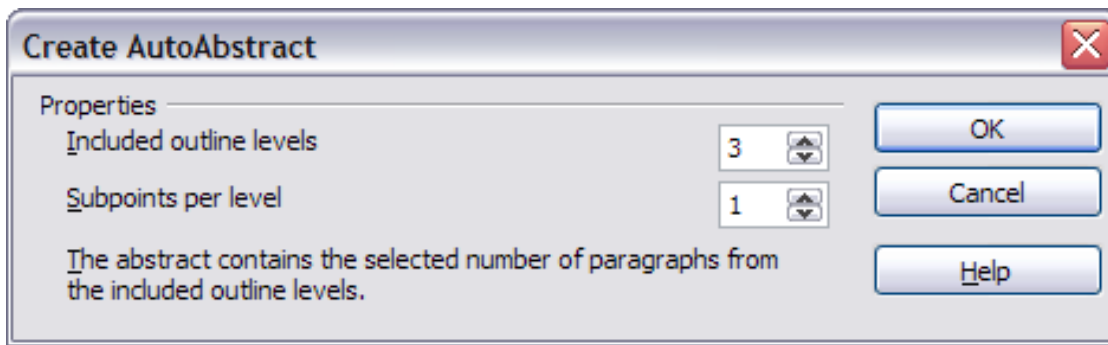 Create AutoAbstract
Properties
Included outline levels
3
OK
Subpoints per level
1
Cancel
The abstract contains the selected number of paragraphs from
the included outline levels.
Help